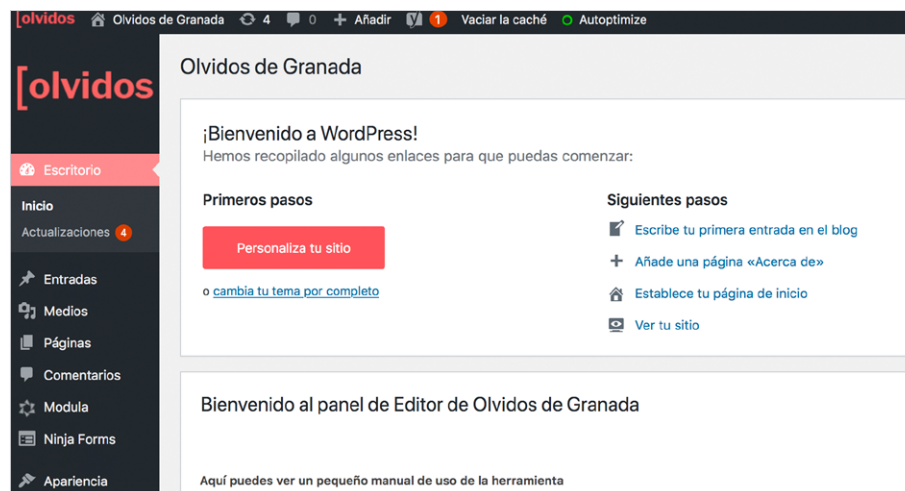 [olvidos Olvidos de Granada 4 0 + Añadir 1 Vaciar la caché Autoptimize
[olvidos
Olvidos de Granada
¡Bienvenido a WordPress!
Hemos recopilado algunos enlaces para que puedas comenzar:
Escritorio
Inicio
Actualizaciones 4
Entradas
Medios
Páginas
Comentarios
Modula
Ninja Forms
Apariencia
Primeros pasos
Personaliza tu sitio
o cambia tu tema por completo
Siguientes pasos
Escribe tu primera entrada en el blog
Añade una página «Acerca de»
Establece tu página de inicio
Ver tu sitio
Bienvenido al panel de Editor de Olvidos de Granada
Aquí puedes ver un pequeño manual de uso de la herramienta